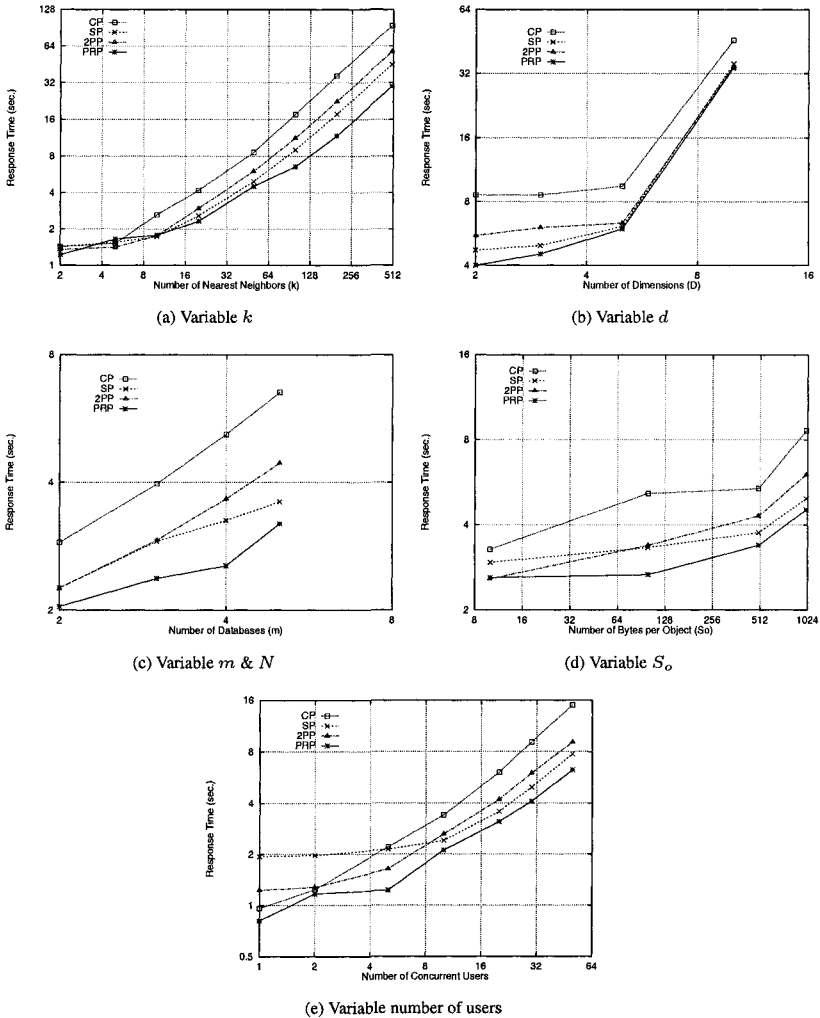 128
64
32
16
8
4
2
1
Response Time (sec.)
CP
SP
2PP
PRP
2 4 8 16 32 64 128 256 512
Number of Nearest Neighbors (k)
(a) Variable k
64
32
16
8
4
Response Time (sec.)
CP
SP
2PP
PRP
2 4 8 16
Number of Dimensions (D)
(b) Variable d
8
4
2
Response Time (sec.)
CP
SP
2PP
PRP
2 4 8
Number of Databases (m)
(c) Variable m & N
16
8
4
2
Response Time (sec.)
CP
SP
2PP
PRP
8 16 32 64 128 256 512 1024
Number of Bytes per Object (So)
(d) Variable Sₒ
16
8
4
2
1
0.5
Response Time (sec.)
CP
SP
2PP
PRP
1 2 4 8 16 32 64
Number of Concurrent Users
(e) Variable number of users